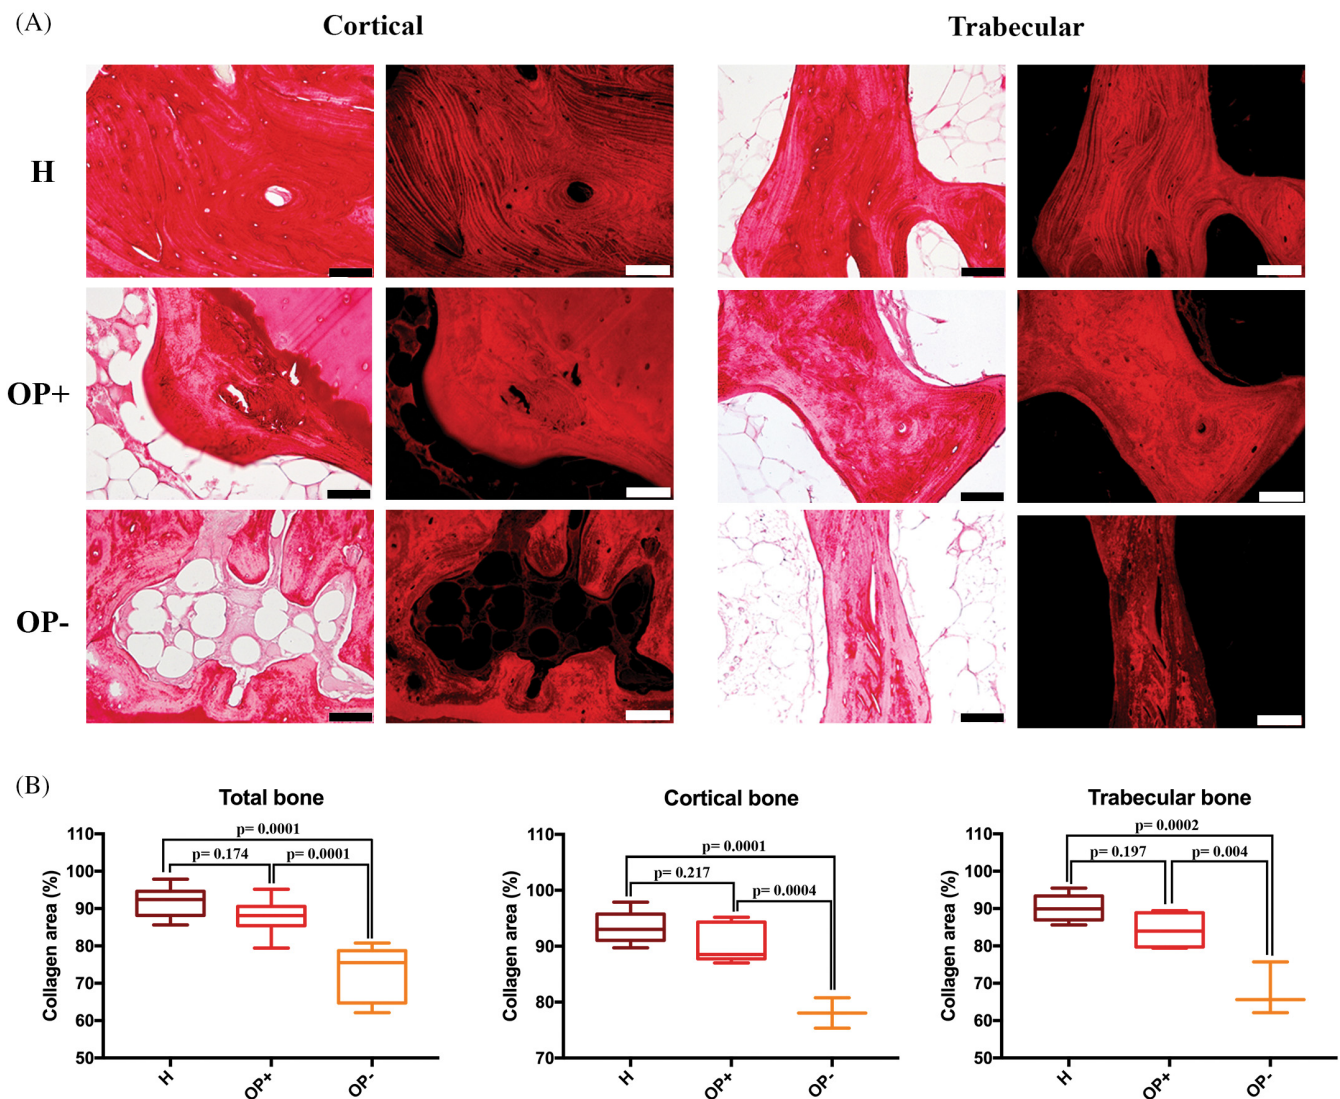 (A)
Cortical
Trabecular
H
OP+
OP-
(B)
Total bone
p= 0.0001
p= 0.174
p= 0.0001
Collagen area (%)
110
100
90
80
70
60
50
H
OP+
OP-
Cortical bone
p= 0.0001
p= 0.217
p= 0.0004
Collagen area (%)
110
100
90
80
70
H
OP+
OP-
Trabecular bone
p= 0.0002
p= 0.197
p= 0.004
Collagen area (%)
110
100
90
80
70
60
50
H
OP+
OP-